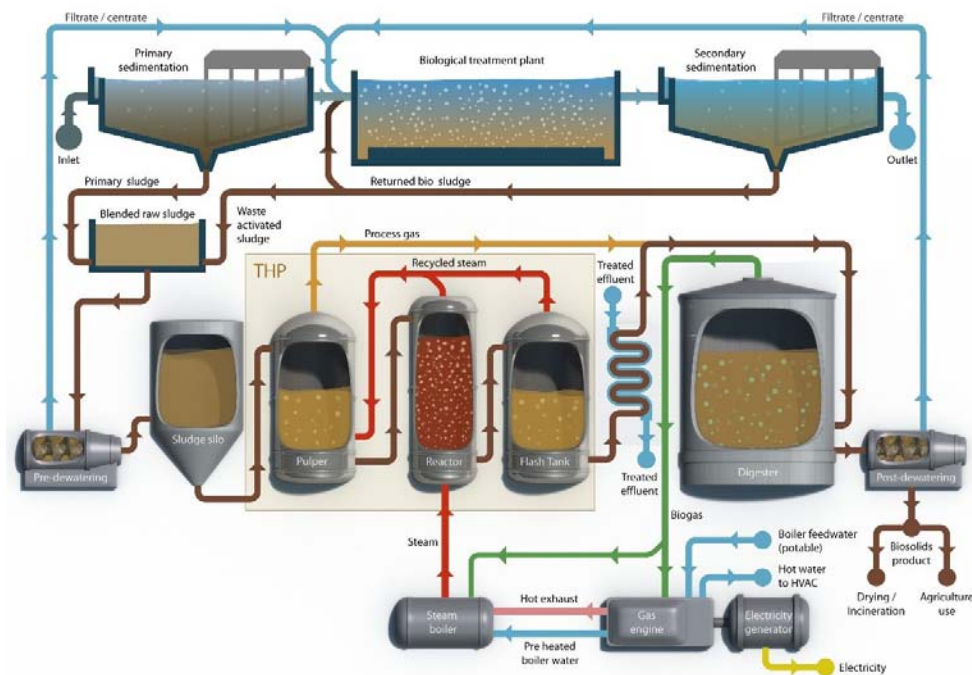 Filtrate / centrate
Filtrate / centrate
Primary
sedimentation
Biological treatment plant
Secondary
sedimentation
Inlet
Outlet
Primary sludge
Returned bio sludge
Blended raw sludge
Waste
activated
sludge
Process gas
THP
Recycled steam
Treated
effluent
Sludge silo
Pulper
Reactor
Flash Tank
Digester
Pre-dewatering
Post-dewatering
Treated
effluent
Steam
Biogas
Boiler feedwater
(potable)
Biosolids
product
Hot water
to HVAC
Drying /
Incineration
Agriculture
use
Steam
boiler
Hot exhaust
Gas
engine
Electricity
generator
Pre heated
boiler water
Electricity